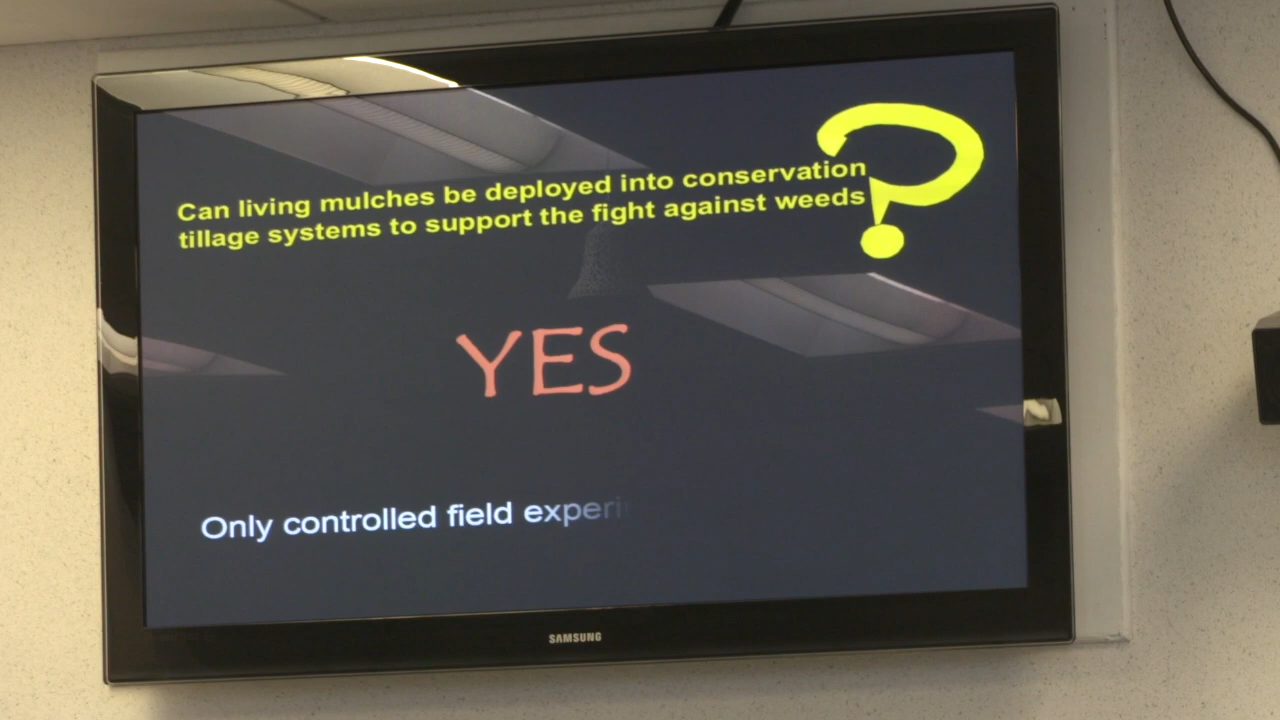 Can living mulches be deployed into conservation
tillage systems to support the fight against weeds
?
YES
Only controlled field experi
SAMSUNG